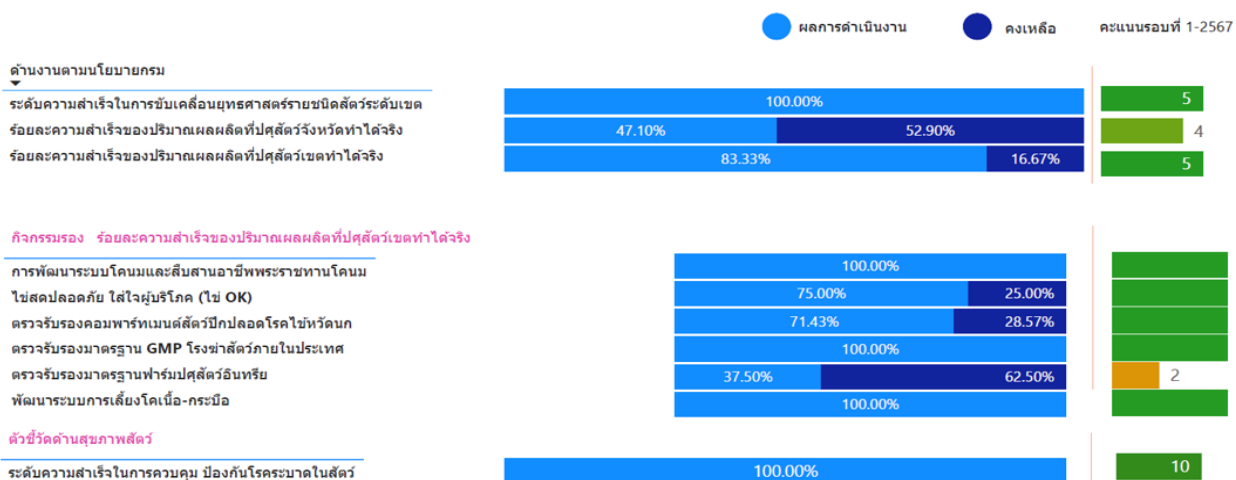 ผลการดำเนินงาน คงเหลือ คะแนนรอบที่ 1-2567
ด้านงานตามนโยบายกรม
ระดับความสำเร็จในการขับเคลื่อนยุทธศาสตร์รายชนิดสัตว์ระดับเขต 100.00% 5
ร้อยละความสำเร็จของปริมาณผลผลิตที่ปศุสัตว์จังหวัดทำได้จริง 47.10% 52.90% 4
ร้อยละความสำเร็จของปริมาณผลผลิตที่ปศุสัตว์เขตทำได้จริง 83.33% 16.67% 5
กิจกรรมรอง ร้อยละความสำเร็จของปริมาณผลผลิตที่ปศุสัตว์เขตทำได้จริง
การพัฒนาระบบโคนมและสืบสานอาชีพพระราชทานโคนม 100.00%
ไข่สดปลอดภัย ใส่ใจผู้บริโภค (ไข่ OK) 75.00% 25.00%
ตรวจรับรองคอมพาร์ทเมนต์สัตว์ปีกปลอดโรคไข้หวัดนก 71.43% 28.57%
ตรวจรับรองมาตรฐาน GMP โรงฆ่าสัตว์ภายในประเทศ 100.00%
ตรวจรับรองมาตรฐานฟาร์มปศุสัตว์อินทรีย 37.50% 62.50% 2
พัฒนาระบบการเลี้ยงโคเนื้อ-กระบือ 100.00%
ตัวชี้วัดด้านสุขภาพสัตว์
ระดับความสำเร็จในการควบคุม ป้องกันโรคระบาดในสัตว์ 100.00% 10